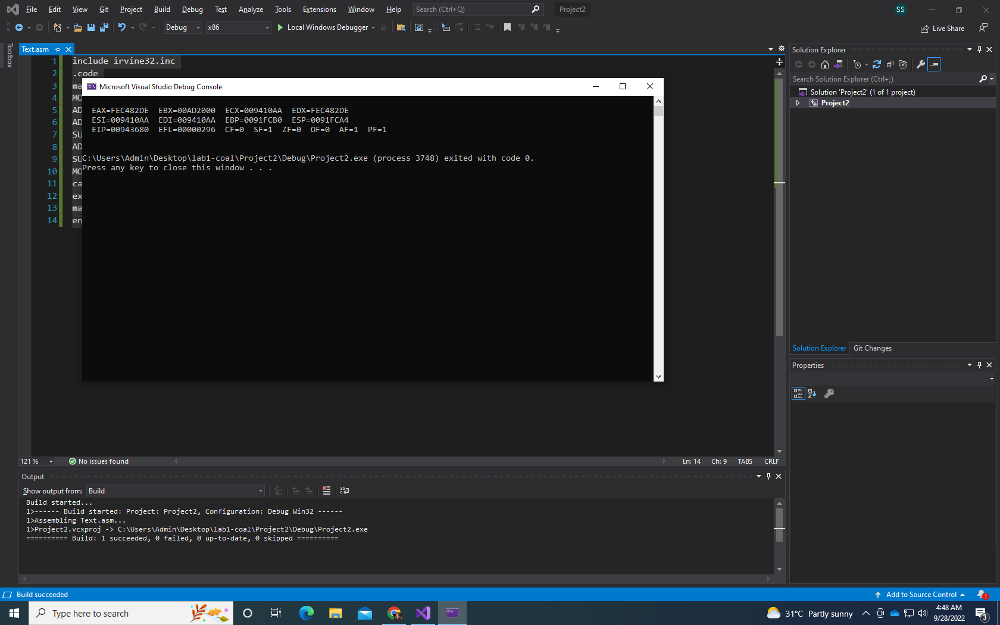 File Edit View Git Project Build Debug Test Analyze Tools Extensions Window Help Search (Ctrl+Q) Project2 SS
Debug x86 Local Windows Debugger Live Share
Toolbox
Text.asm
1 include irvine32.inc
2 .code
3 ma
4 MO
5 AD
6 AD
7 SU
8 AD
9 SU
10 MO
11 ca
12 ex
13 ma
14 en
Microsoft Visual Studio Debug Console
EAX=FEC482DE EBX=00AD2000 ECX=009410AA EDX=FEC482DE
ESI=009410AA EDI=009410AA EBP=0091FCB0 ESP=0091FCA4
EIP=00943680 EFL=00000296 CF=0 SF=1 ZF=0 OF=0 AF=1 PF=1
C:\Users\Admin\Desktop\lab1-coal\Project2\Debug\Project2.exe (process 3748) exited with code 0.
Press any key to close this window . . .
121 % No issues found Ln: 14 Ch: 9 TABS CRLF
Solution Explorer
Search Solution Explorer (Ctrl+;)
Solution 'Project2' (1 of 1 project)
Project2
Solution Explorer Git Changes
Properties
Output
Show output from: Build
Build started...
1>------ Build started: Project: Project2, Configuration: Debug Win32 ------
1>Assembling Text.asm...
1>Project2.vcxproj -> C:\Users\Admin\Desktop\lab1-coal\Project2\Debug\Project2.exe
========== Build: 1 succeeded, 0 failed, 0 up-to-date, 0 skipped ==========
Build succeeded Add to Source Control 1
Type here to search 31°C Partly sunny 4:48 AM
9/28/2022 3